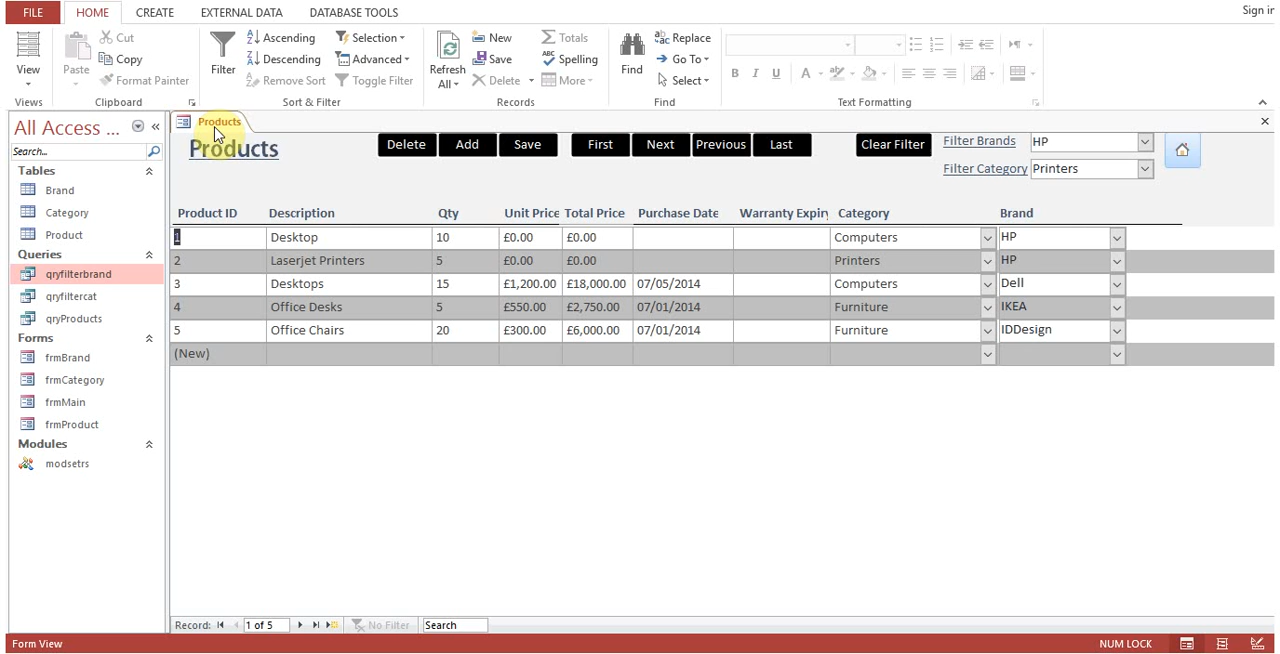 FILE HOME CREATE EXTERNAL DATA DATABASE TOOLS Sign in
View
Views
Paste
Cut
Copy
Format Painter
Clipboard
Filter
Ascending
Descending
Remove Sort
Selection
Advanced
Toggle Filter
Sort & Filter
Refresh
All
New
Save
Delete
Totals
Spelling
More
Records
Find
Replace
Go To
Select
Find
B I U A
Text Formatting
All Access ...
Search...
Tables
Brand
Category
Product
Queries
qryfilterbrand
qryfiltercat
qryProducts
Forms
frmBrand
frmCategory
frmMain
frmProduct
Modules
modsetrs
Products
Products
Delete Add Save First Next Previous Last Clear Filter
Filter Brands HP
Filter Category Printers
Product ID Description Qty Unit Price Total Price Purchase Date Warranty Expiry Category Brand
1 Desktop 10 £0.00 £0.00 Computers HP
2 Laserjet Printers 5 £0.00 £0.00 Printers HP
3 Desktops 15 £1,200.00 £18,000.00 07/05/2014 Computers Dell
4 Office Desks 5 £550.00 £2,750.00 07/01/2014 Furniture IKEA
5 Office Chairs 20 £300.00 £6,000.00 07/01/2014 Furniture IDDesign
(New)
Record: 1 of 5 No Filter Search
Form View NUM LOCK